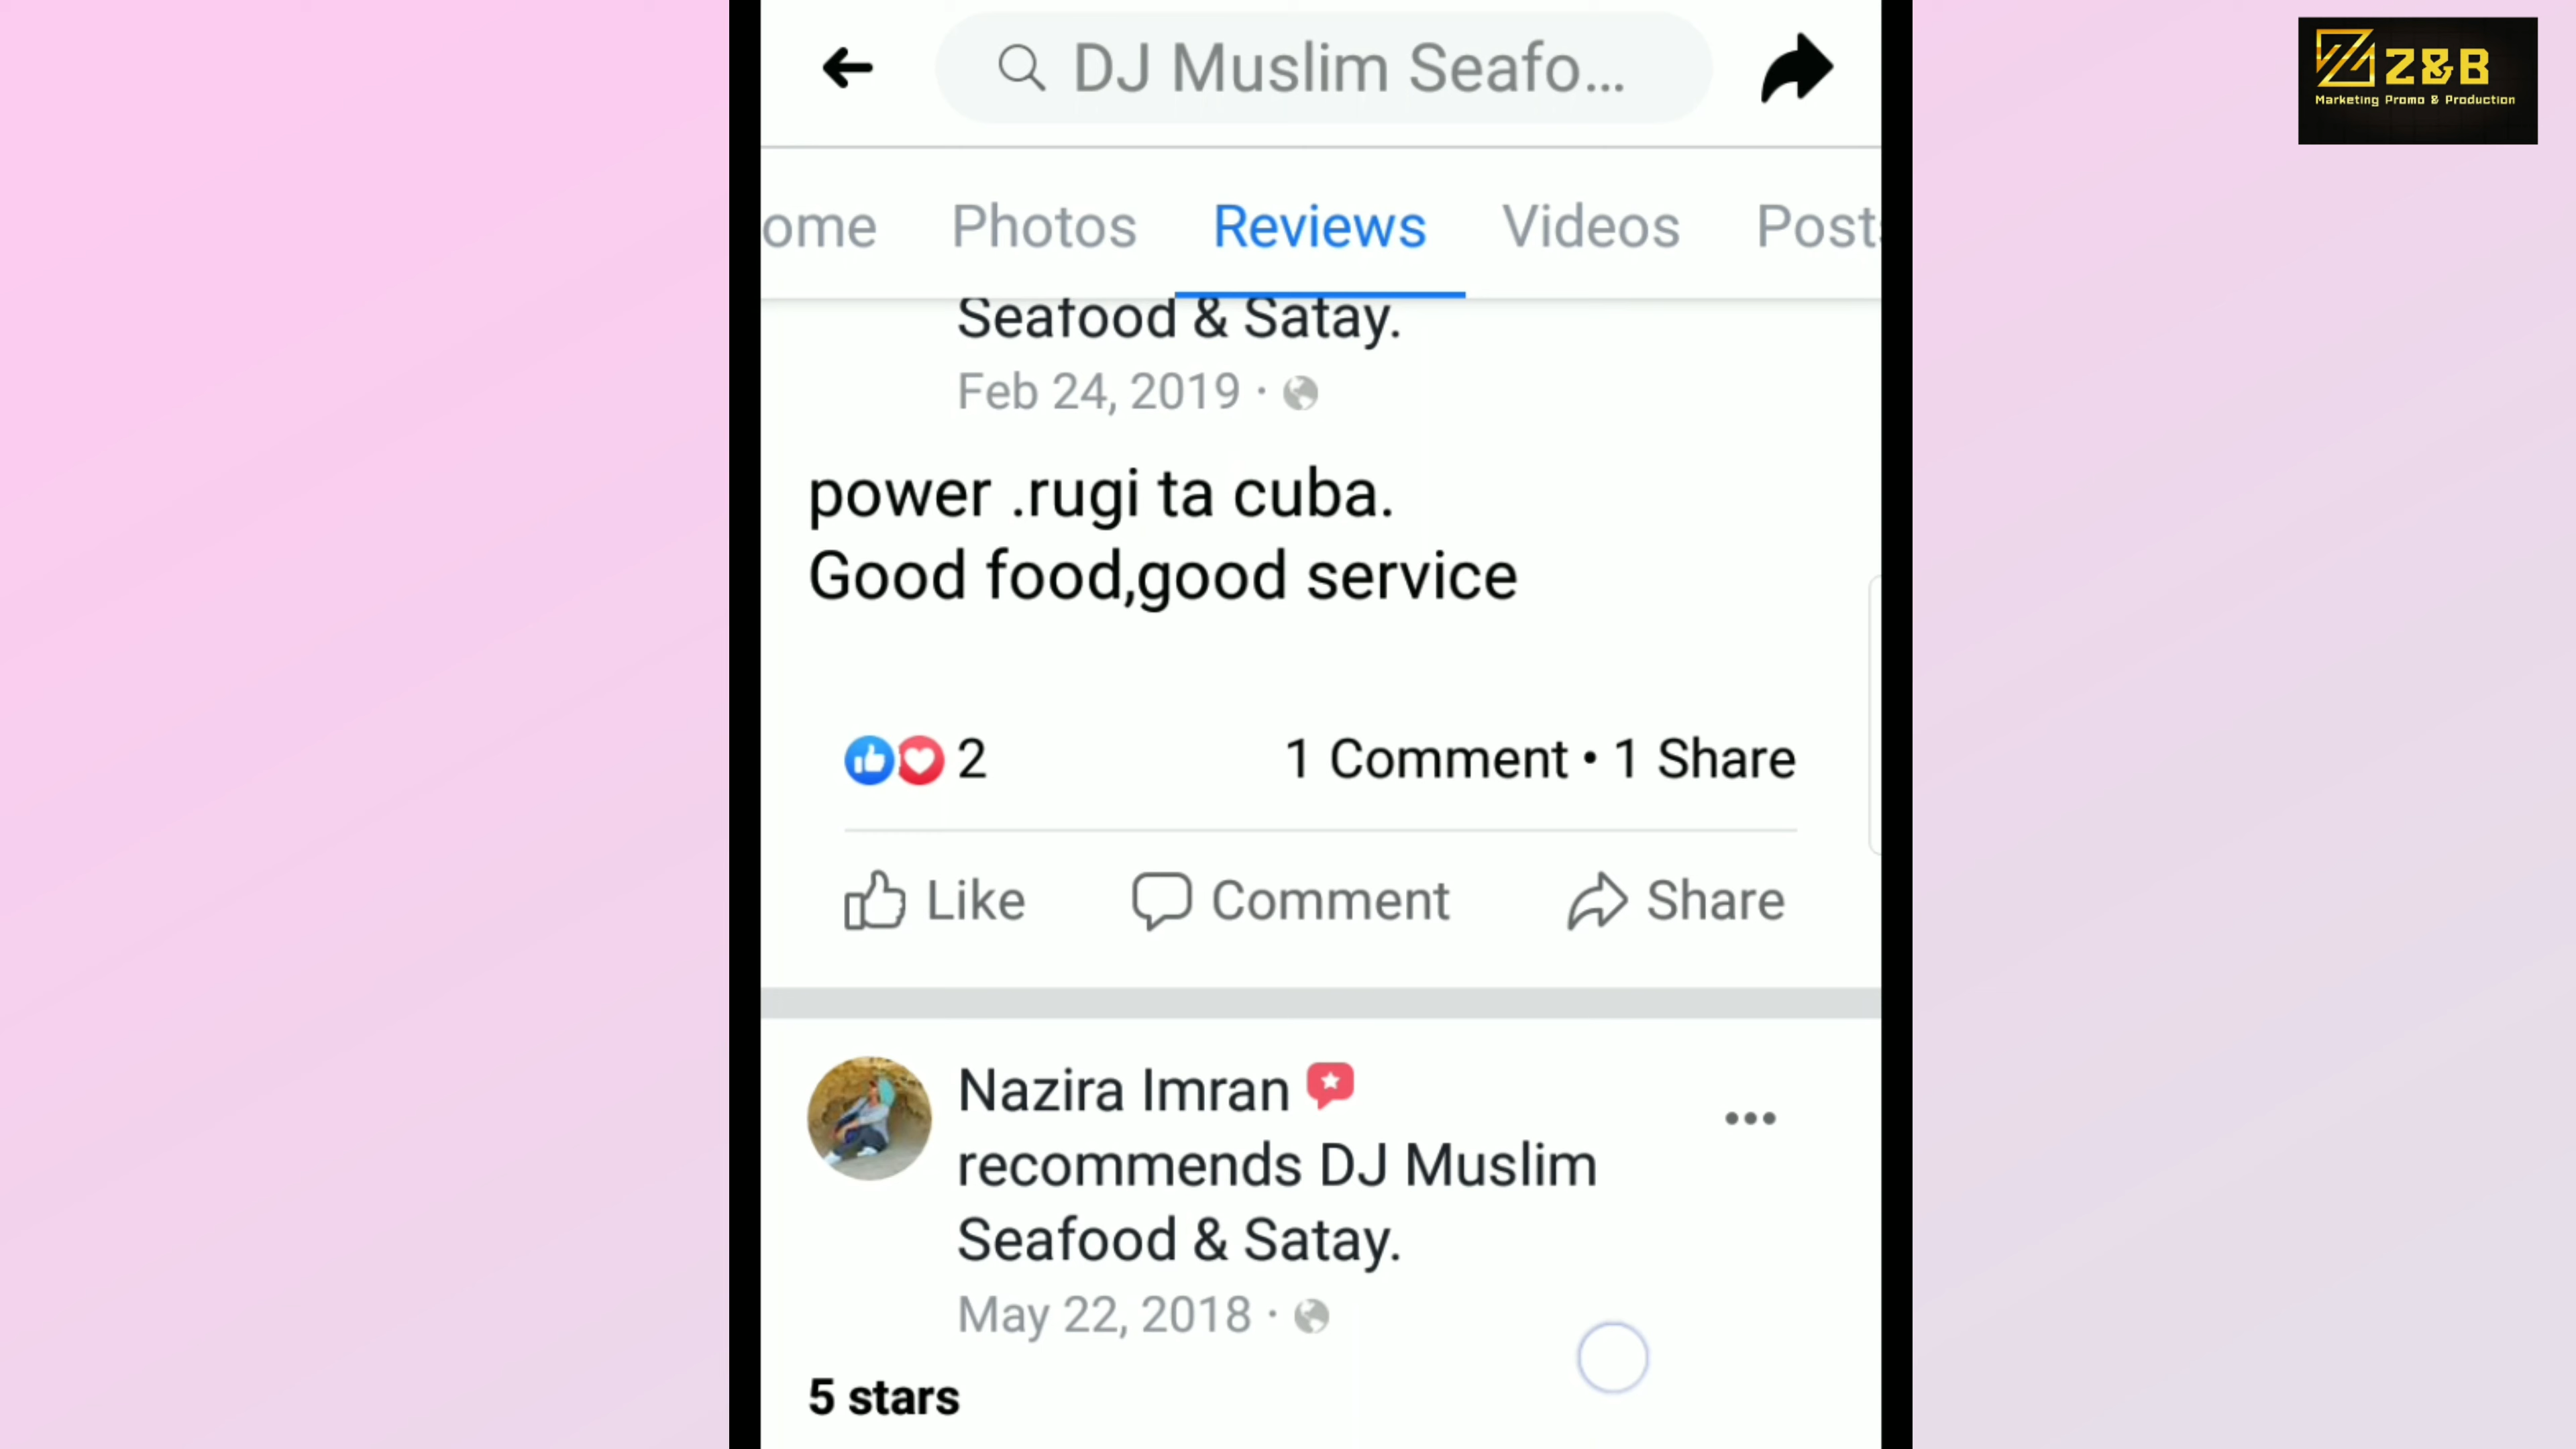 DJ Muslim Seafo...
Z&B
Marketing Promo & Production
ome Photos Reviews Videos Posts
Seafood & Satay.
Feb 24, 2019 ·
power .rugi ta cuba.
Good food,good service
2 1 Comment • 1 Share
Like Comment Share
Nazira Imran
recommends DJ Muslim
Seafood & Satay.
May 22, 2018 ·
5 stars